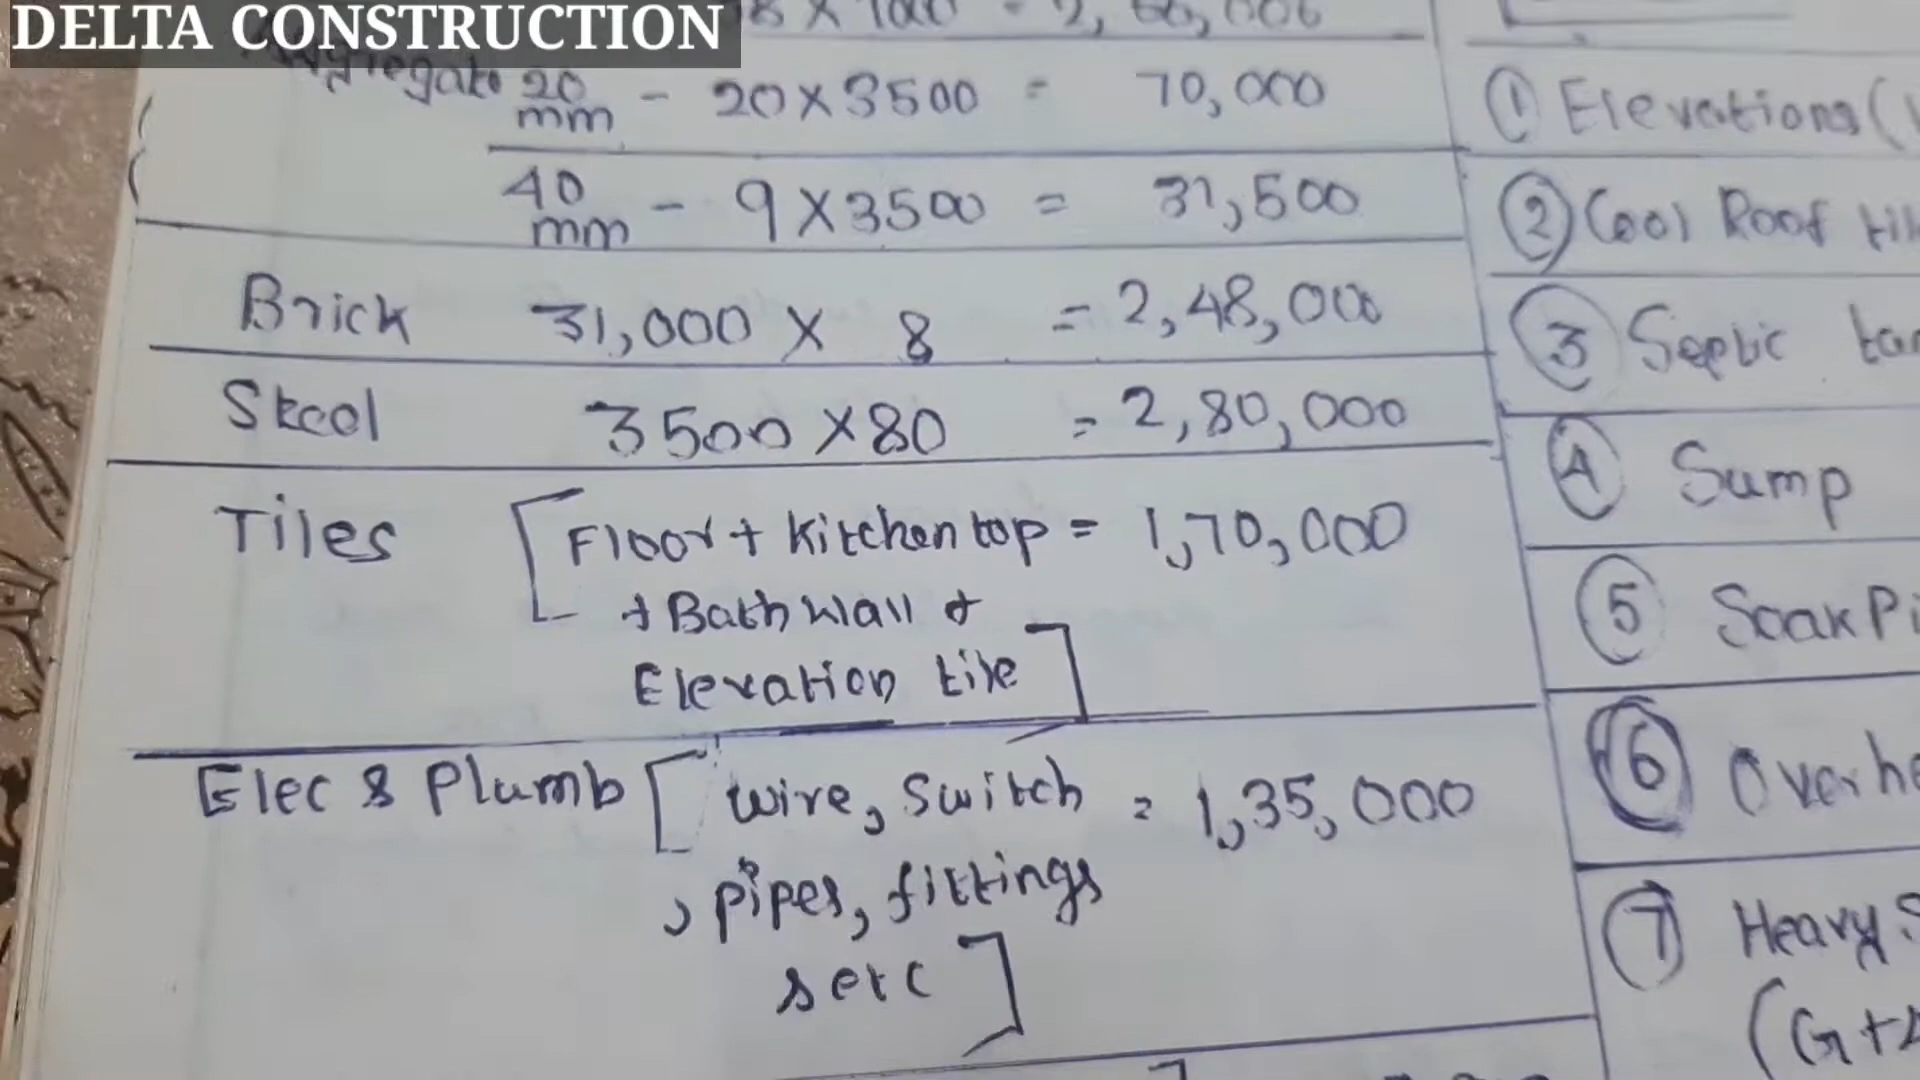 DELTA CONSTRUCTION
Aggregate 20 mm - 20 x 3500 = 70,000
40 mm - 9 x 3500 = 31,500
Brick 31,000 x 8 = 2,48,000
Steel 3500 x 80 = 2,80,000
Tiles [Floor + Kitchen top = 1,70,000
+ Bath wall +
Elevation tile]
Elec & Plumb [wire, switch = 1,35,000
, pipes, fittings
, etc]
① Elevations (
② Cool Roof
③ Septic
④ Sump
⑤ Soak
⑥
⑦ Heavy
(G+